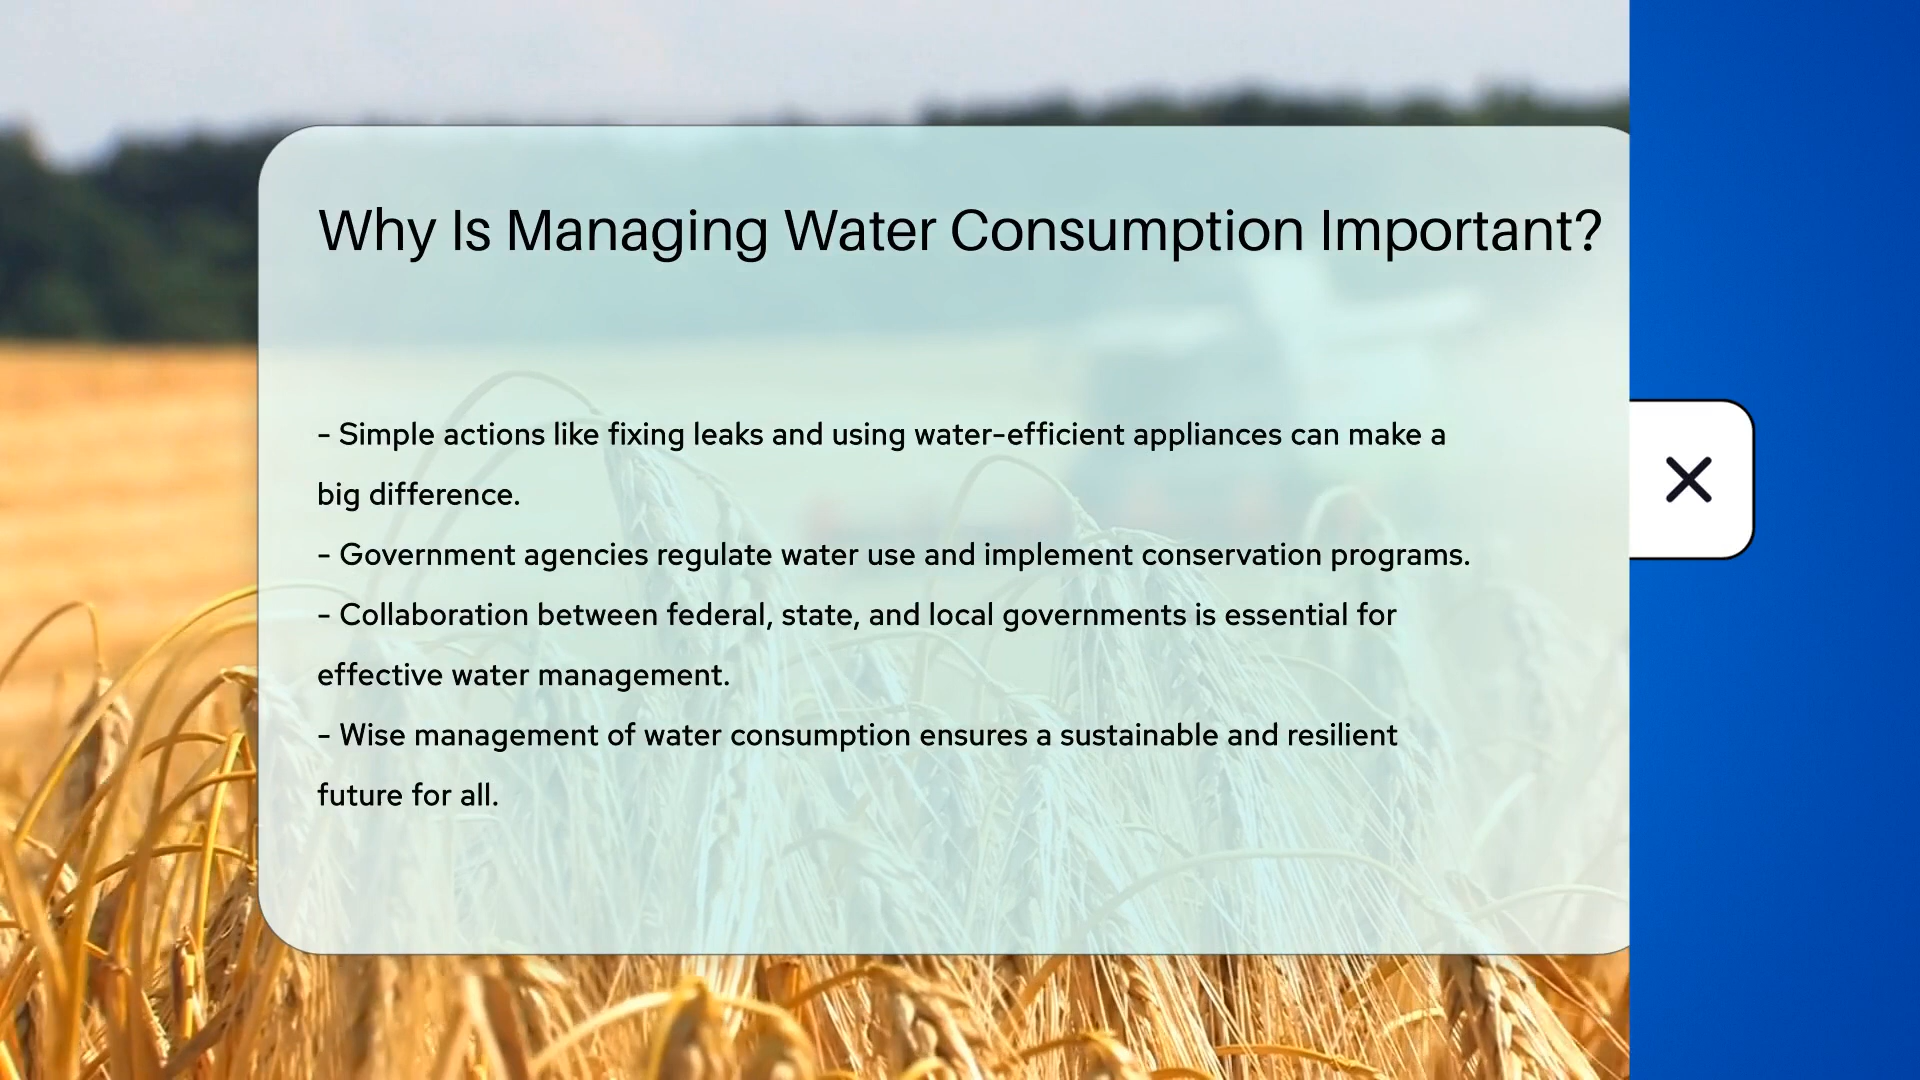 Why Is Managing Water Consumption Important?
- Simple actions like fixing leaks and using water-efficient appliances can make a
big difference.
- Government agencies regulate water use and implement conservation programs.
- Collaboration between federal, state, and local governments is essential for
effective water management.
- Wise management of water consumption ensures a sustainable and resilient
future for all.